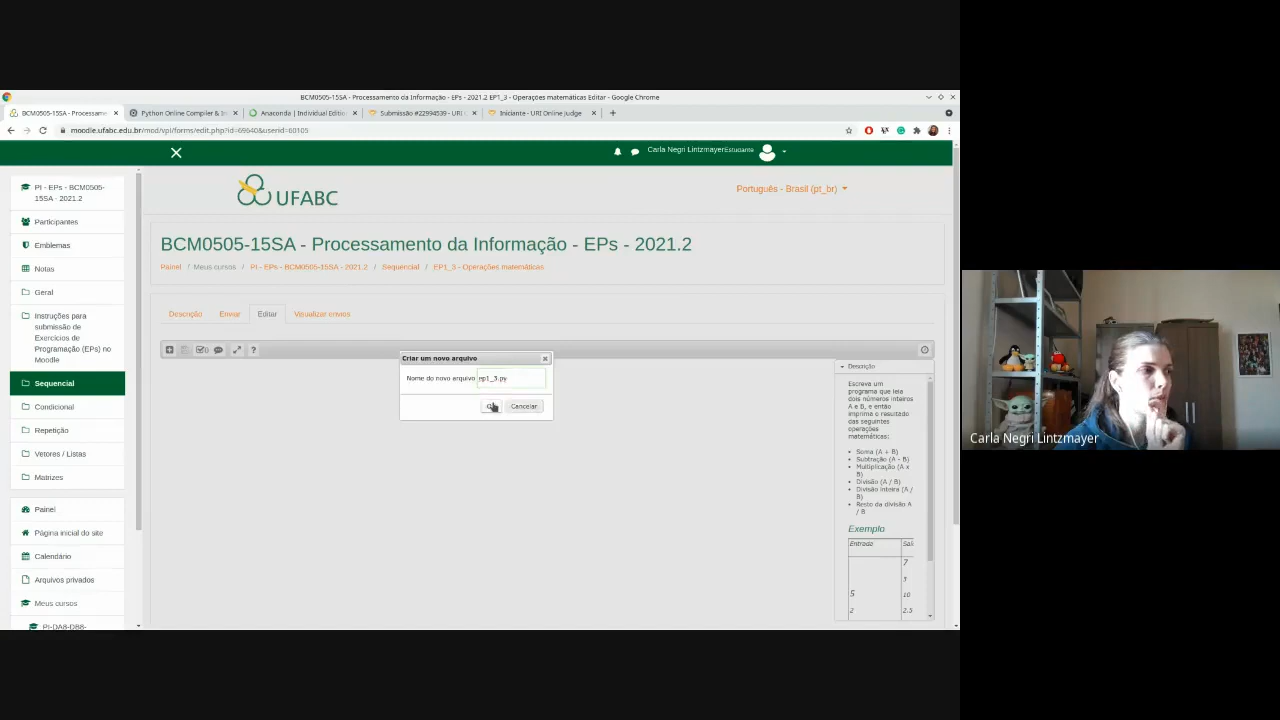 BCM0505-15SA - Processamento da Informação - EPs - 2021.2 EP1_3 - Operações matemáticas Editar - Google Chrome
BCM0505-15SA - Processame
Python Online Compiler & In
Anaconda | Individual Editio
Submissão #22994539 - URI
Iniciante - URI Online Judge
moodle.ufabc.edu.br/mod/vpl/forms/edit.php?id=69640&userid=60105
Carla Negri Lintzmayer Estudante
PI - EPs - BCM0505-
15SA - 2021.2
Participantes
Emblemas
Notas
Geral
Instruções para
submissão de
Exercícios de
Programação (EPs) no
Moodle
Sequencial
Condicional
Repetição
Vetores / Listas
Matrizes
Painel
Página inicial do site
Calendário
Arquivos privados
Meus cursos
PI-DA8-DB8-
UFABC
Português - Brasil (pt_br)
BCM0505-15SA - Processamento da Informação - EPs - 2021.2
Painel / Meus cursos / PI - EPs - BCM0505-15SA - 2021.2 / Sequencial / EP1_3 - Operações matemáticas
Descrição
Enviar
Editar
Visualizar envios
Criar um novo arquivo
Nome do novo arquivo ep1_3.py
Cancelar
Descrição
Escreva um
programa que leia
dois números inteiros
A e B, e então
imprima o resultado
das seguintes
operações
matemáticas:
• Soma (A + B)
• Subtração (A - B)
• Multiplicação (A x
B)
• Divisão (A / B)
• Divisão inteira (A /
B)
• Resto da divisão A
/ B
Exemplo
Entrada
Saí
7
3
5
10
2
2.5
Carla Negri Lintzmayer